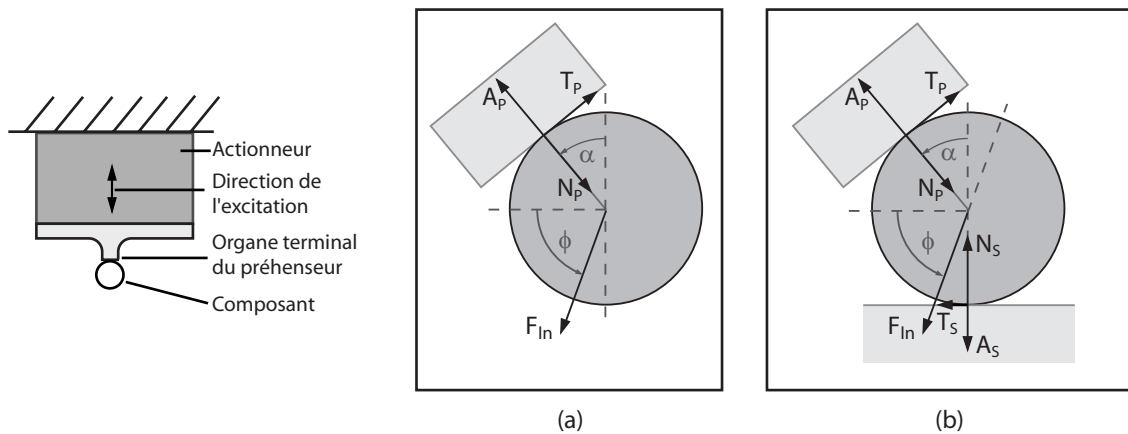 Actionneur
Direction de
l'excitation
Organe terminal
du préhenseur
Composant
A_P
T_P
α
N_P
ϕ
F_In
(a)
A_P
T_P
α
N_P
ϕ
N_S
F_In
T_S
A_S
(b)